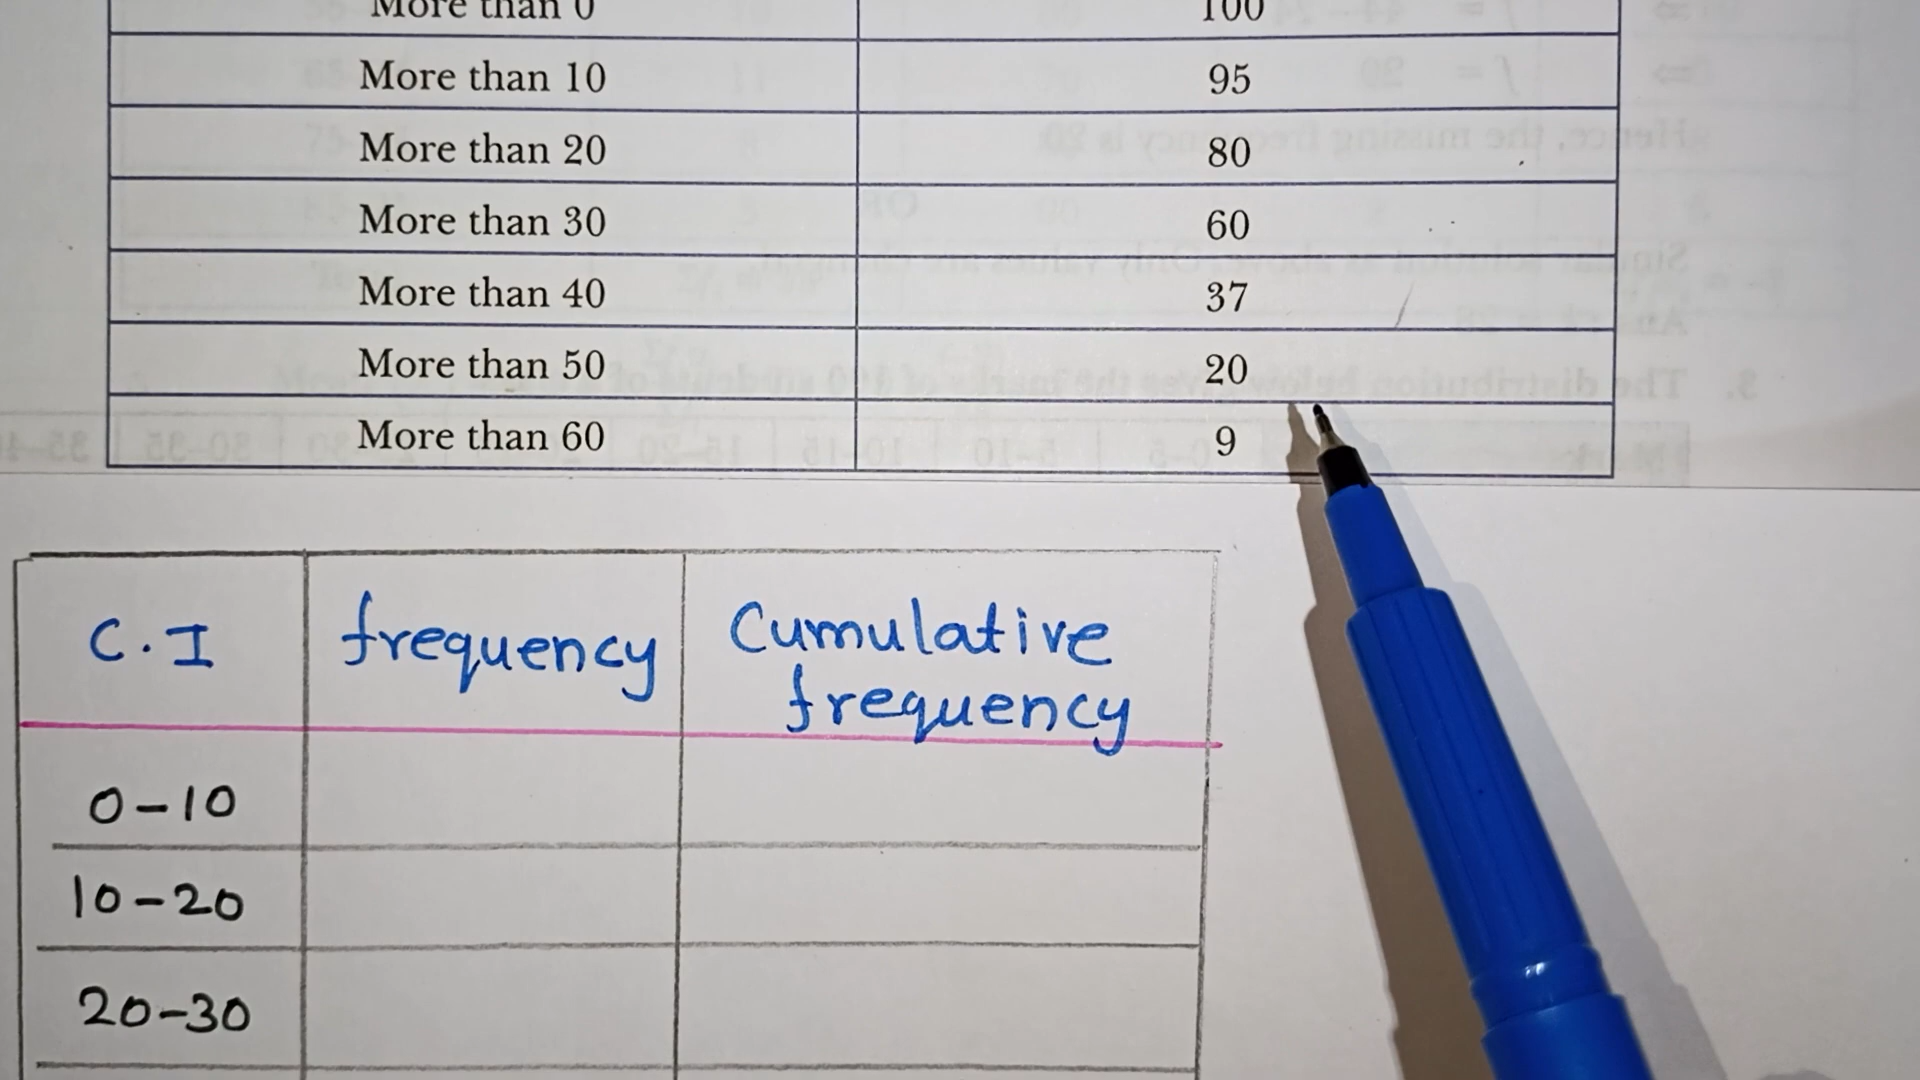 More than 0 100
More than 10 95
More than 20 80
More than 30 60
More than 40 37
More than 50 20
More than 60 9
C.I frequency Cumulative frequency
0-10
10-20
20-30